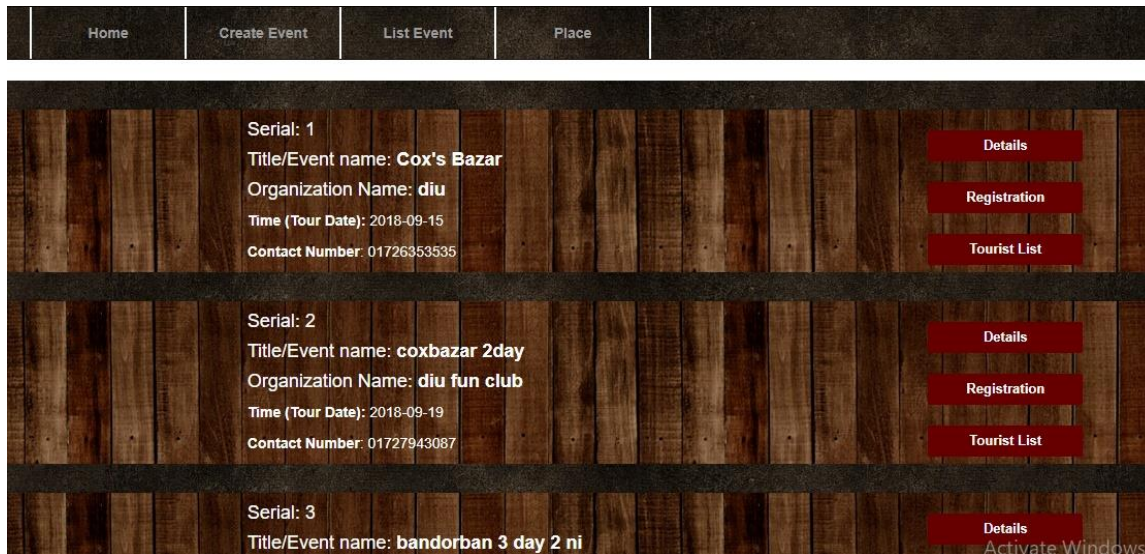 Home Create Event List Event Place
Serial: 1
Title/Event name: Cox's Bazar
Organization Name: diu
Time (Tour Date): 2018-09-15
Contact Number: 01726353535
Details
Registration
Tourist List
Serial: 2
Title/Event name: coxbazar 2day
Organization Name: diu fun club
Time (Tour Date): 2018-09-19
Contact Number: 01727943087
Details
Registration
Tourist List
Serial: 3
Title/Event name: bandorban 3 day 2 ni
Details
Activate Windows